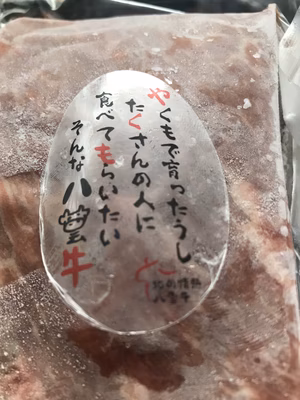 やくもで育ったうし
たくさんの人に
食べてもらいたい
そんな八雲牛